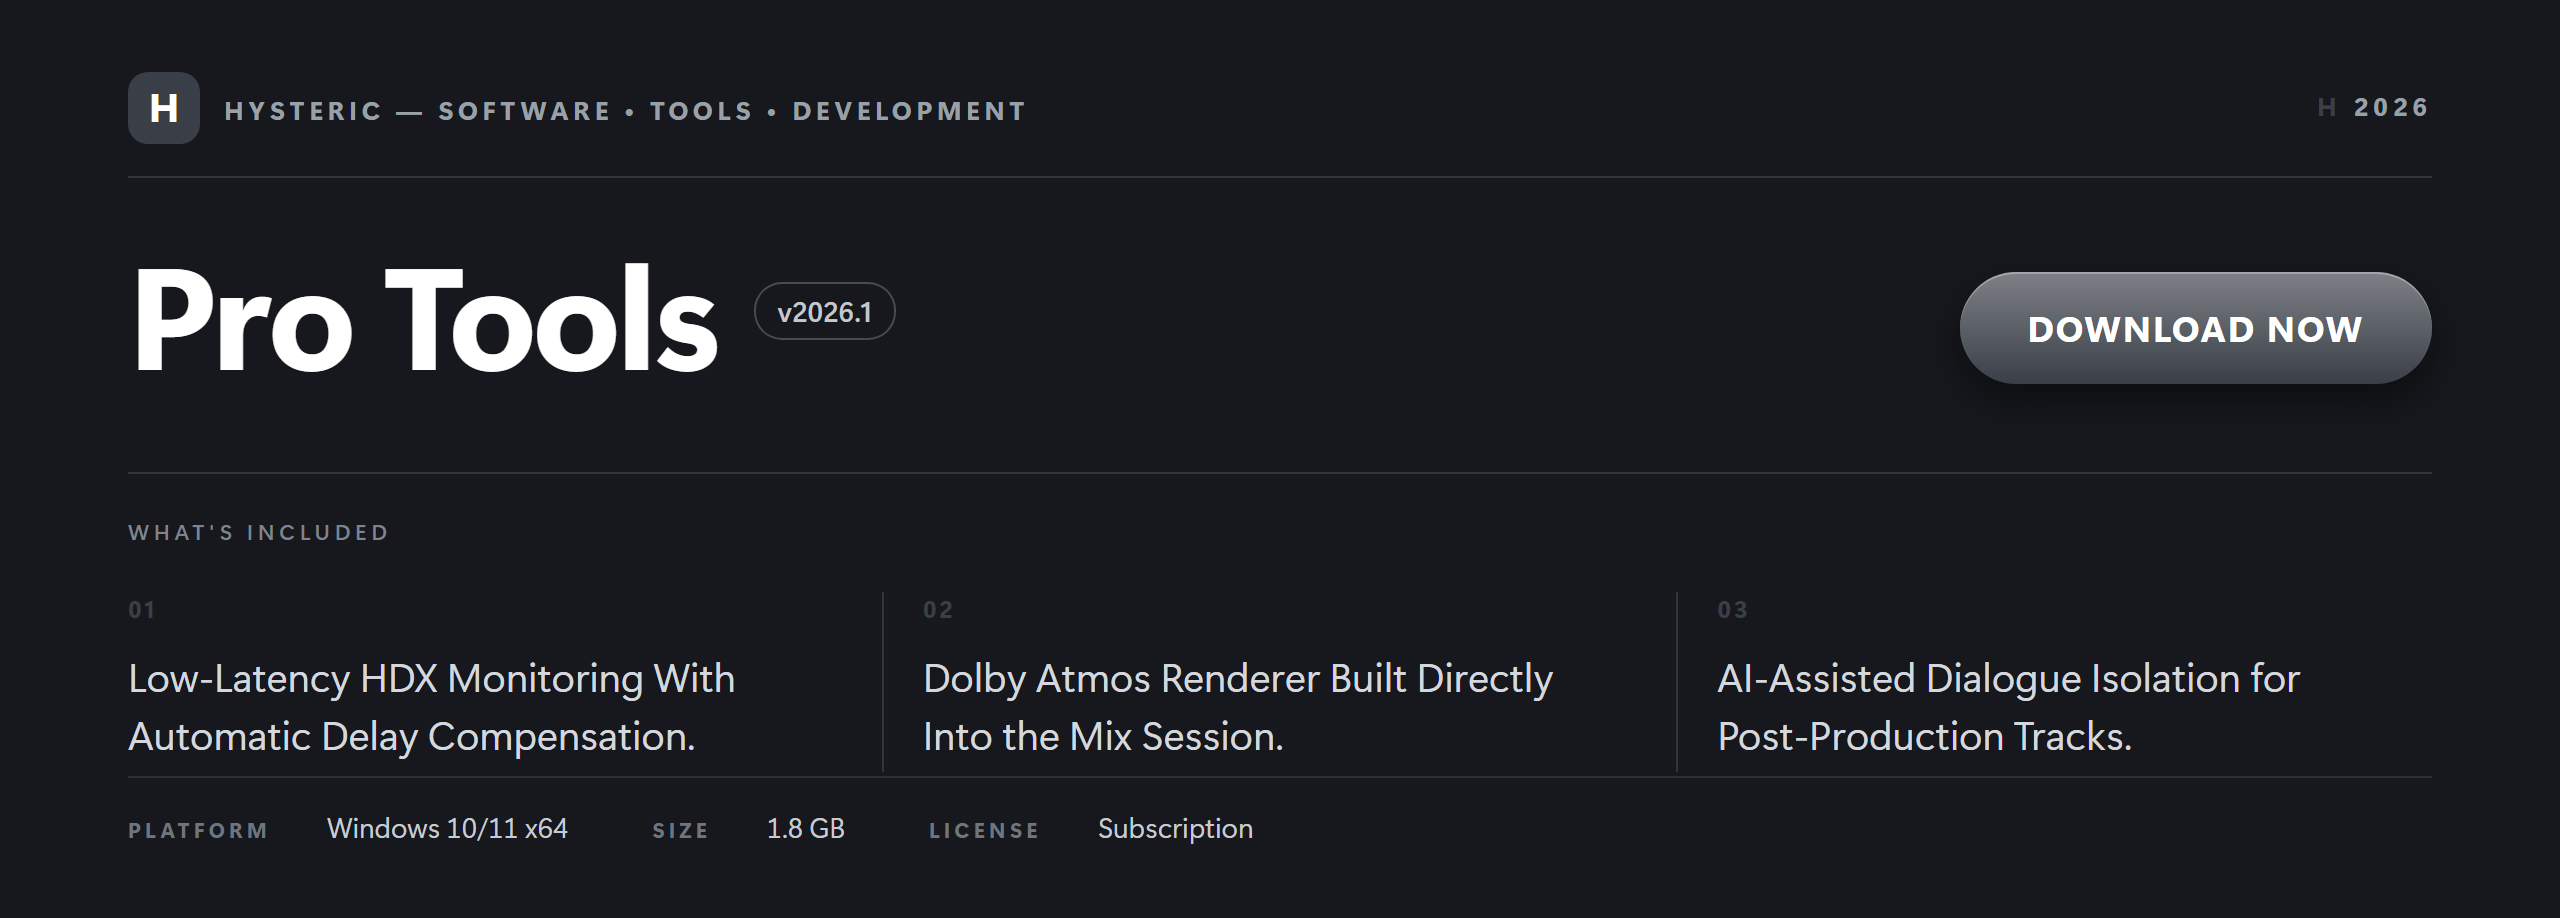 H
HYSTERIC — SOFTWARE • TOOLS • DEVELOPMENT
H 2026
Pro Tools
v2026.1
DOWNLOAD NOW
WHAT'S INCLUDED
01
Low-Latency HDX Monitoring With
Automatic Delay Compensation.
02
Dolby Atmos Renderer Built Directly
Into the Mix Session.
03
AI-Assisted Dialogue Isolation for
Post-Production Tracks.
PLATFORM Windows 10/11 x64 SIZE 1.8 GB LICENSE Subscription